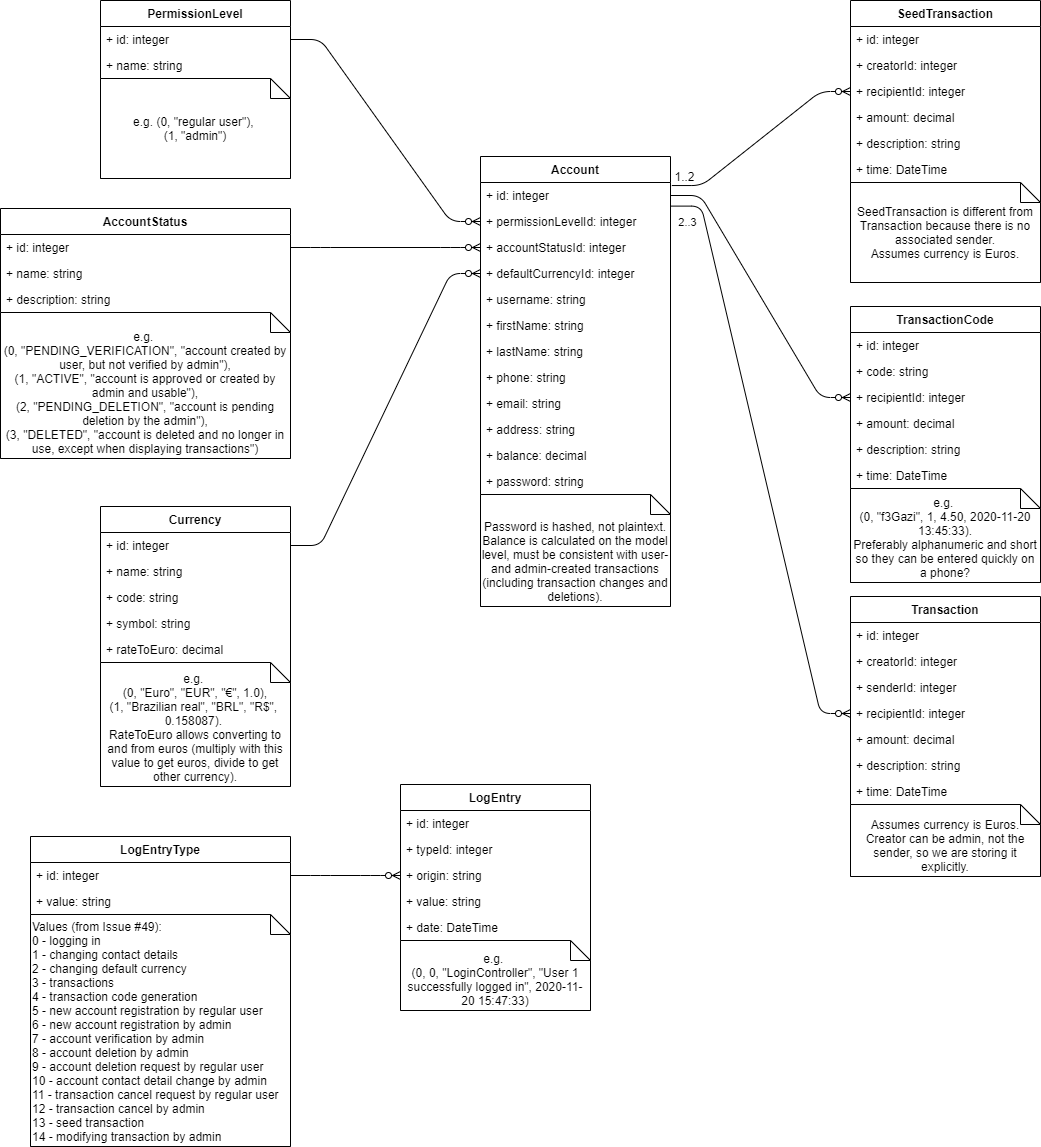 PermissionLevel
+ id: integer
+ name: string
e.g. (0, "regular user"),
(1, "admin")
AccountStatus
+ id: integer
+ name: string
+ description: string
e.g.
(0, "PENDING_VERIFICATION", "account created by
user, but not verified by admin"),
(1, "ACTIVE", "account is approved or created by
admin and usable"),
(2, "PENDING_DELETION", "account is pending
deletion by the admin"),
(3, "DELETED", "account is deleted and no longer in
use, except when displaying transactions")
Currency
+ id: integer
+ name: string
+ code: string
+ symbol: string
+ rateToEuro: decimal
e.g.
(0, "Euro", "EUR", "€", 1.0),
(1, "Brazilian real", "BRL", "R$",
0.158087).
RateToEuro allows converting to
and from euros (multiply with this
value to get euros, divide to get
other currency).
LogEntryType
+ id: integer
+ value: string
Values (from Issue #49):
0 - logging in
1 - changing contact details
2 - changing default currency
3 - transactions
4 - transaction code generation
5 - new account registration by regular user
6 - new account registration by admin
7 - account verification by admin
8 - account deletion by admin
9 - account deletion request by regular user
10 - account contact detail change by admin
11 - transaction cancel request by regular user
12 - transaction cancel by admin
13 - seed transaction
14 - modifying transaction by admin
LogEntry
+ id: integer
+ typeId: integer
+ origin: string
+ value: string
+ date: DateTime
e.g.
(0, 0, "LoginController", "User 1
successfully logged in", 2020-11-
20 15:47:33)
Account
+ id: integer
+ permissionLevelId: integer
+ accountStatusId: integer
+ defaultCurrencyId: integer
+ username: string
+ firstName: string
+ lastName: string
+ phone: string
+ email: string
+ address: string
+ balance: decimal
+ password: string
Password is hashed, not plaintext.
Balance is calculated on the model
level, must be consistent with user-
and admin-created transactions
(including transaction changes and
deletions).
1..2
2..3
SeedTransaction
+ id: integer
+ creatorId: integer
+ recipientId: integer
+ amount: decimal
+ description: string
+ time: DateTime
SeedTransaction is different from
Transaction because there is no
associated sender.
Assumes currency is Euros.
TransactionCode
+ id: integer
+ code: string
+ recipientId: integer
+ amount: decimal
+ description: string
+ time: DateTime
e.g.
(0, "f3Gazi", 1, 4.50, 2020-11-20
13:45:33).
Preferably alphanumeric and short
so they can be entered quickly on
a phone?
Transaction
+ id: integer
+ creatorId: integer
+ senderId: integer
+ recipientId: integer
+ amount: decimal
+ description: string
+ time: DateTime
Assumes currency is Euros.
Creator can be admin, not the
sender, so we are storing it
explicitly.